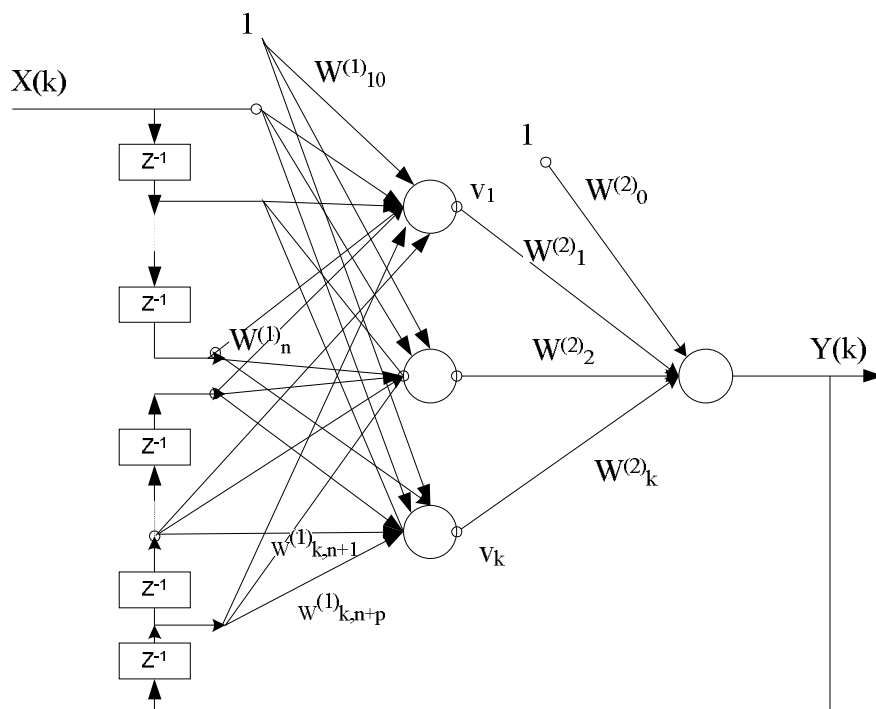 1
X(k)
W⁽¹⁾₁₀
Z⁻¹
1
v₁
W⁽²⁾₀
W⁽²⁾₁
Z⁻¹
W⁽¹⁾ₙ
W⁽²⁾₂
Y(k)
Z⁻¹
W⁽²⁾ₖ
W⁽¹⁾k,n+1
vₖ
Z⁻¹
W⁽¹⁾k,n+p
Z⁻¹